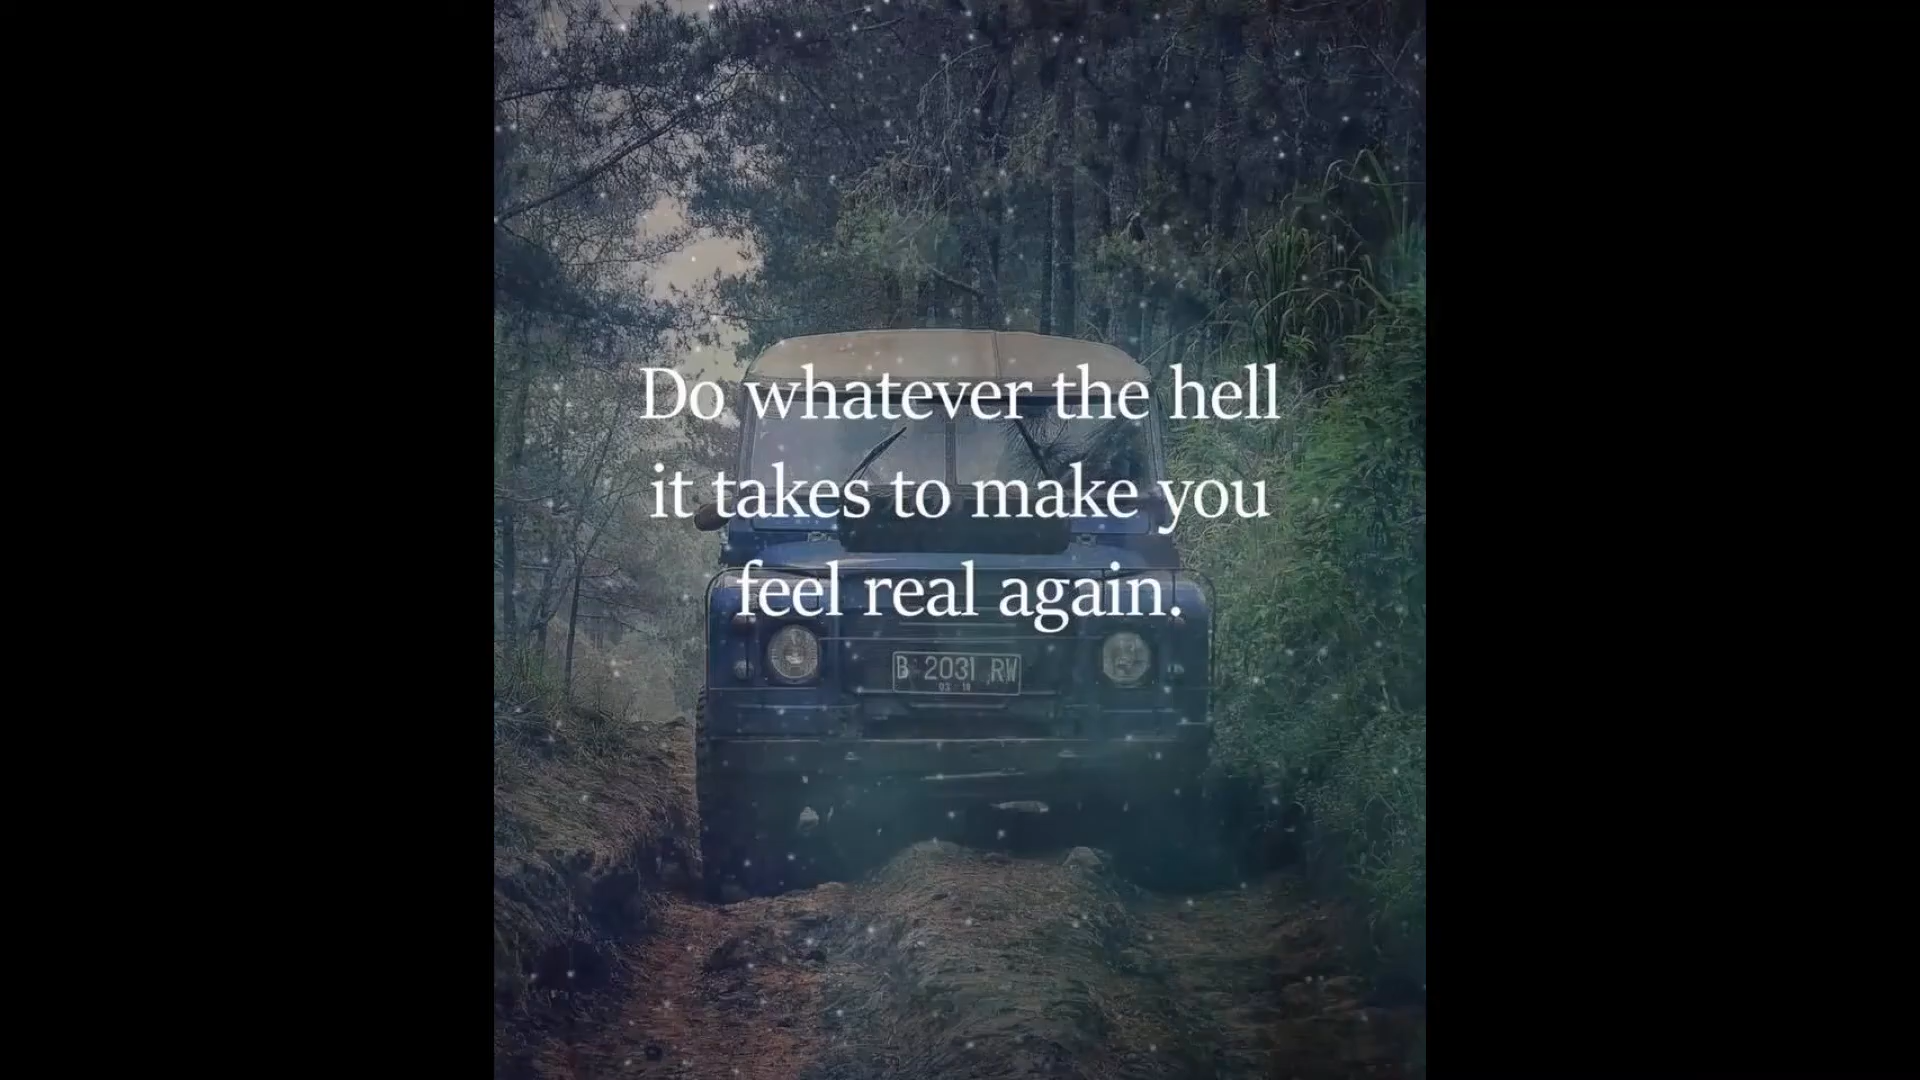 Do whatever the hell
it takes to make you
feel real again.
B 2031 RW